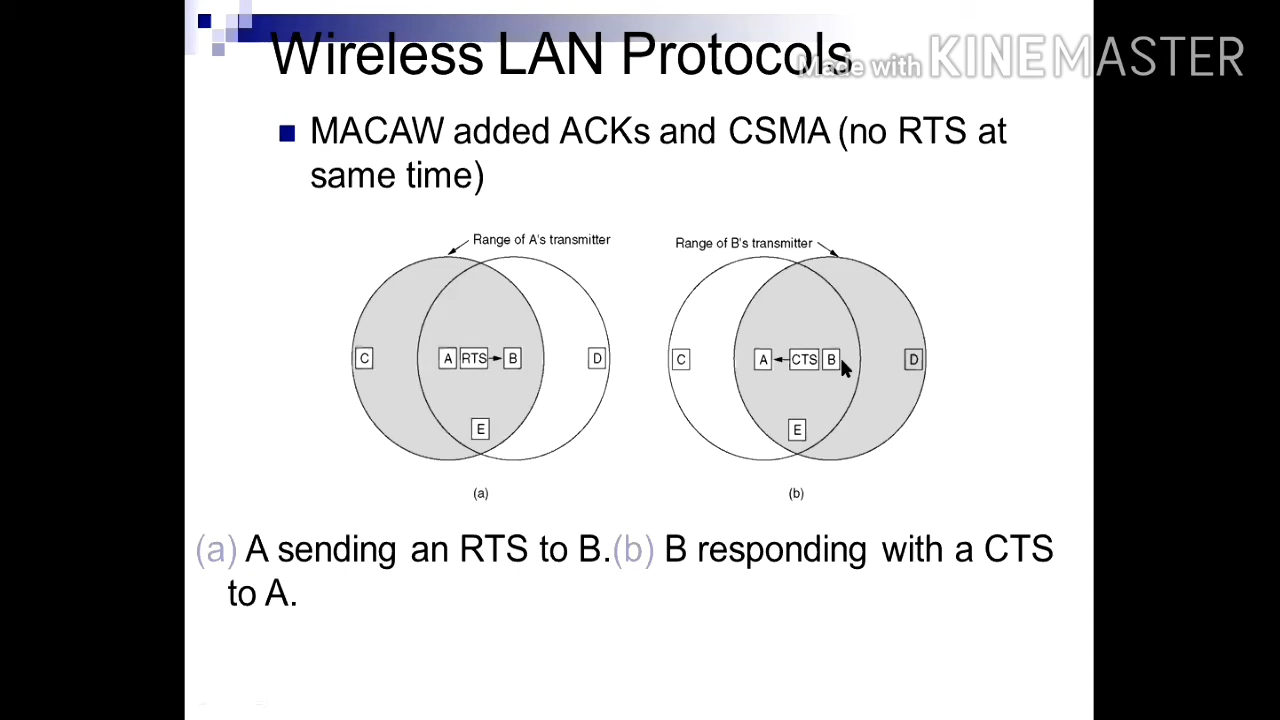 Wireless LAN Protocols
Made with KINEMASTER
MACAW added ACKs and CSMA (no RTS at
same time)
Range of A's transmitter
Range of B's transmitter
C A RTS B D
E
(a)
C A CTS B D
E
(b)
(a) A sending an RTS to B.(b) B responding with a CTS
to A.